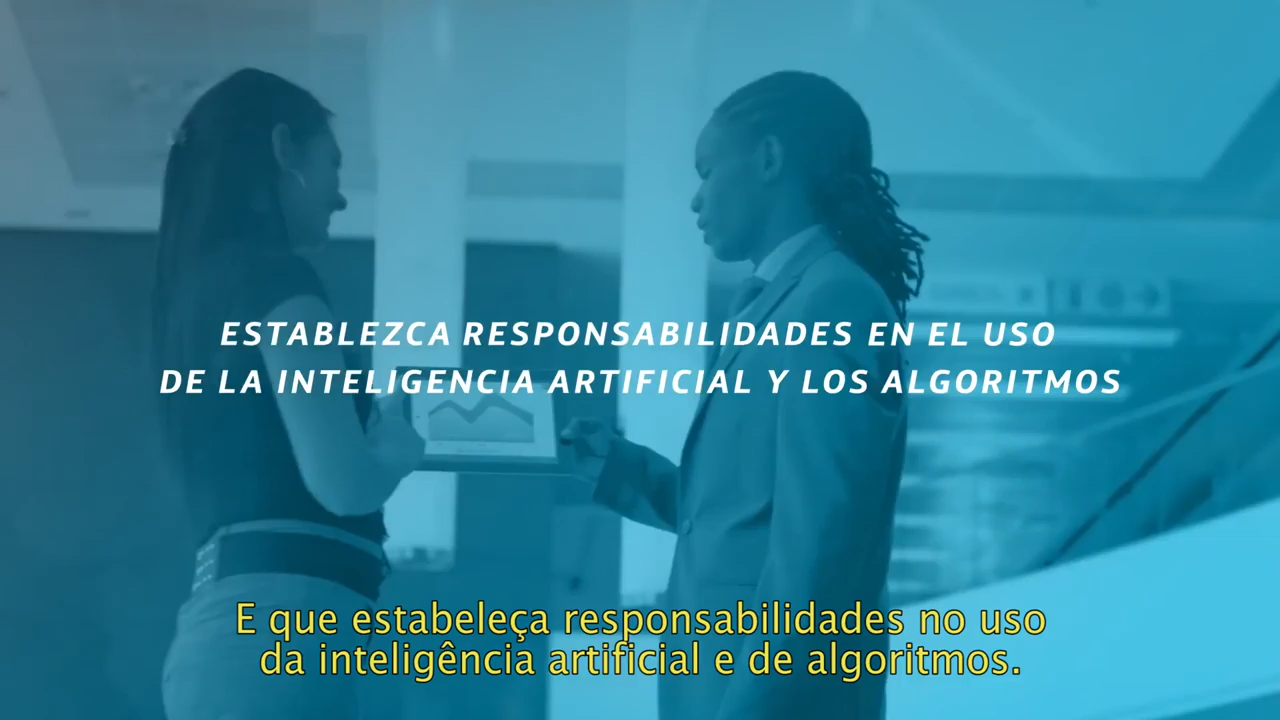 ESTABLEZCA RESPONSABILIDADES EN EL USO
DE LA INTELIGENCIA ARTIFICIAL Y LOS ALGORITMOS
E que estabeleça responsabilidades no uso
da inteligência artificial e de algoritmos.